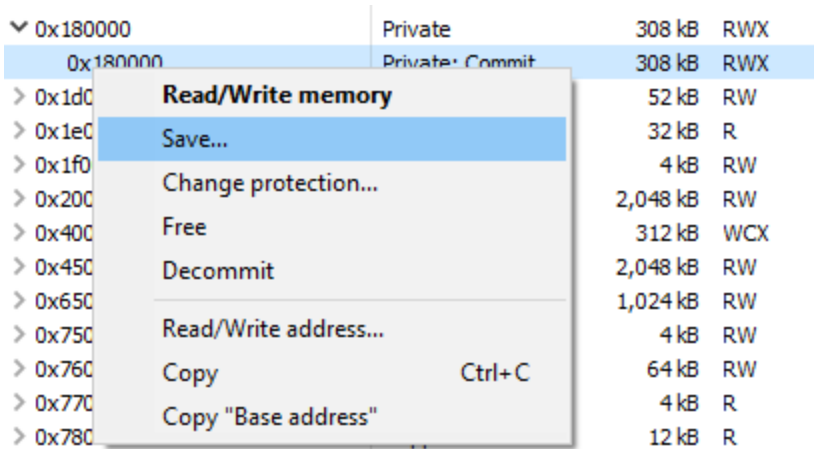 0x180000 Private 308 kB RWX
0x180000 Private: Commit 308 kB RWX
0x1d0 52 kB RW
Read/Write memory
0x1e0 32 kB R
Save...
0x1f0 4 kB RW
Change protection...
0x200 2,048 kB RW
0x400 312 kB WCX
Free
0x450 2,048 kB RW
Decommit
0x650 1,024 kB RW
0x750 4 kB RW
Read/Write address...
0x760 64 kB RW
Copy Ctrl+C
0x770 4 kB R
Copy "Base address"
0x780 12 kB R